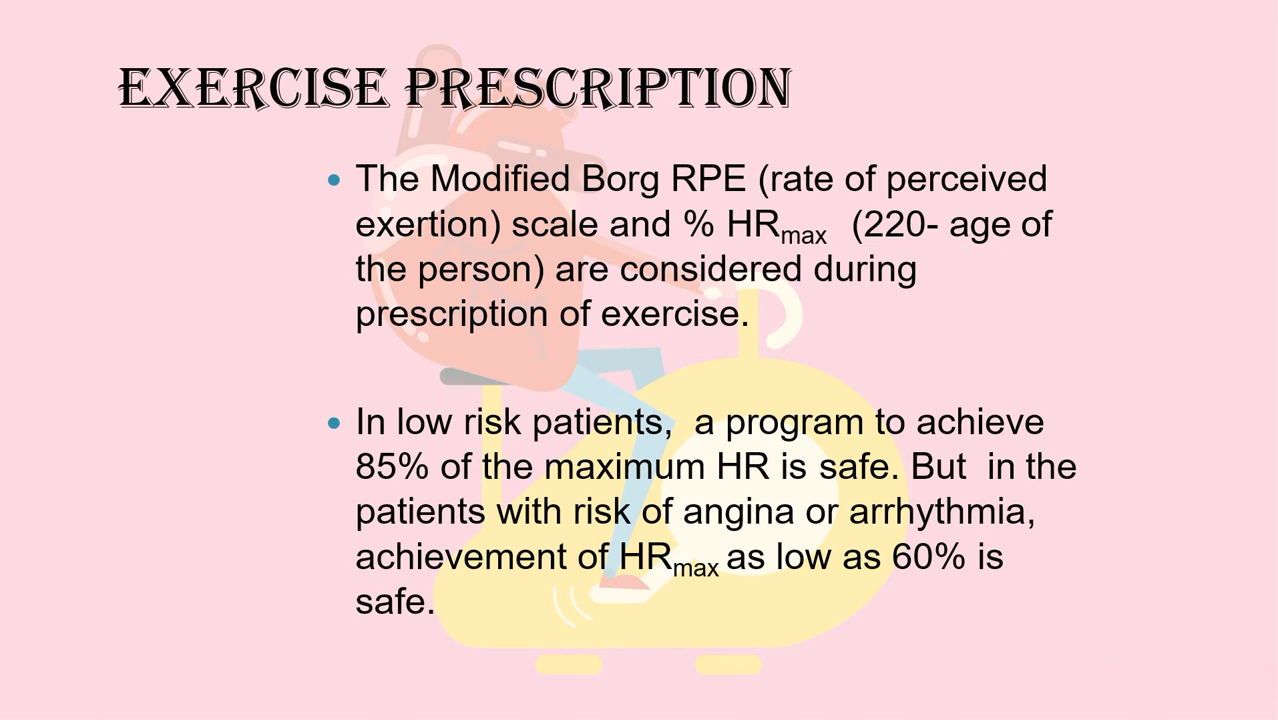 EXERCISE PRESCRIPTION
• The Modified Borg RPE (rate of perceived
exertion) scale and % HRmax (220- age of
the person) are considered during
prescription of exercise.
• In low risk patients, a program to achieve
85% of the maximum HR is safe. But in the
patients with risk of angina or arrhythmia,
achievement of HRmax as low as 60% is
safe.